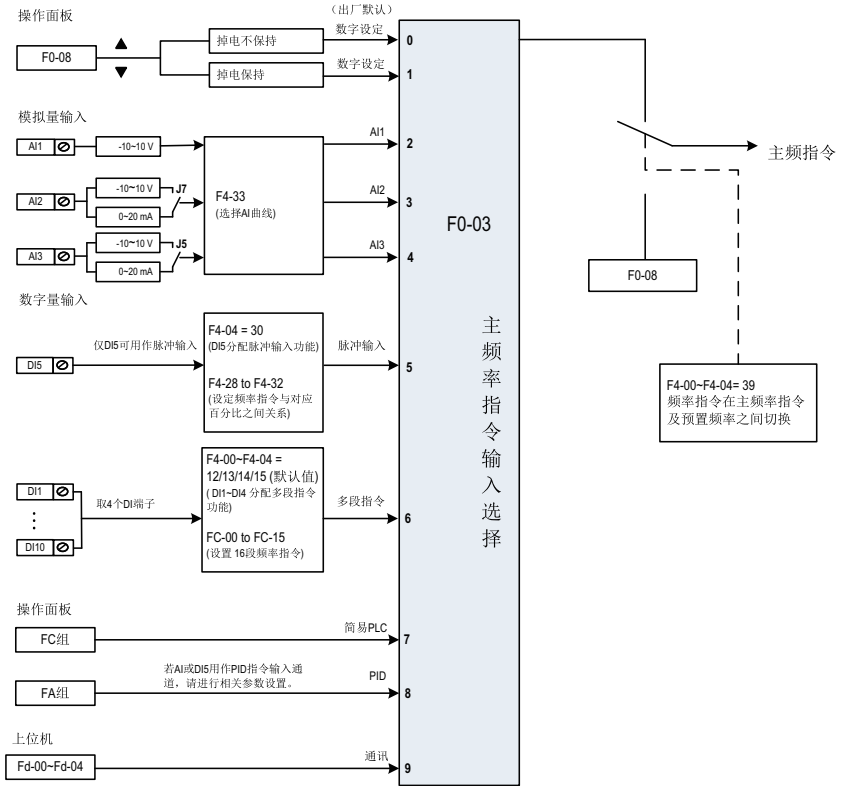 操作面板
（出厂默认）
F0-08
掉电不保持
数字设定
0
掉电保持
数字设定
1
模拟量输入
AI1
-10~10 V
AI1
2
AI2
-10~10 V
J7
0~20 mA
F4-33
(选择AI曲线)
AI2
3
AI3
-10~10 V
J5
0~20 mA
AI3
4
数字量输入
DI5
仅DI5可用作脉冲输入
F4-04 = 30
(DI5分配脉冲输入功能)
F4-28 to F4-32
(设定频率指令与对应
百分比之间关系)
脉冲输入
5
DI1
DI10
取4个DI端子
F4-00~F4-04 =
12/13/14/15 (默认值)
( DI1~DI4 分配多段指令
功能)
FC-00 to FC-15
(设置 16段频率指令)
多段指令
6
操作面板
FC组
简易PLC
7
FA组
若AI或DI5用作PID指令输入通
道，请进行相关参数设置。
PID
8
上位机
Fd-00~Fd-04
通讯
9
F0-03
主频率指令输入选择
主频指令
F0-08
F4-00~F4-04= 39
频率指令在主频率指令
及预置频率之间切换